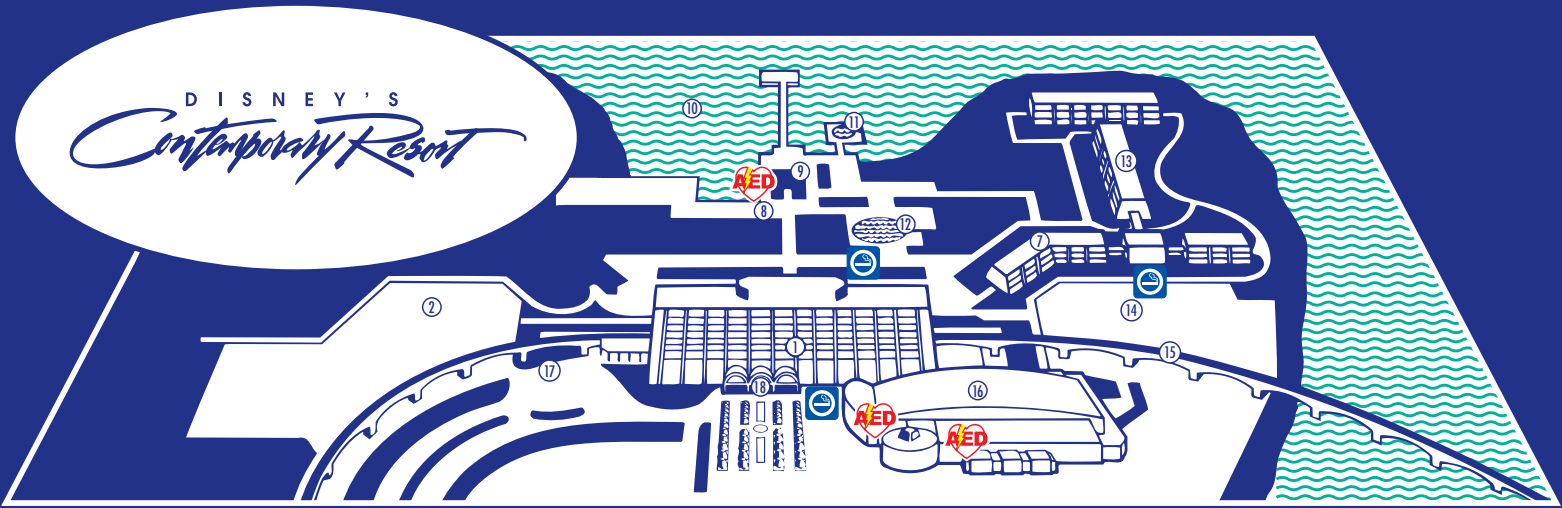 DISNEY'S
Contemporary Resort
10
11
13
9
AED
8
12
7
2
14
1
15
17
18
16
AED
AED